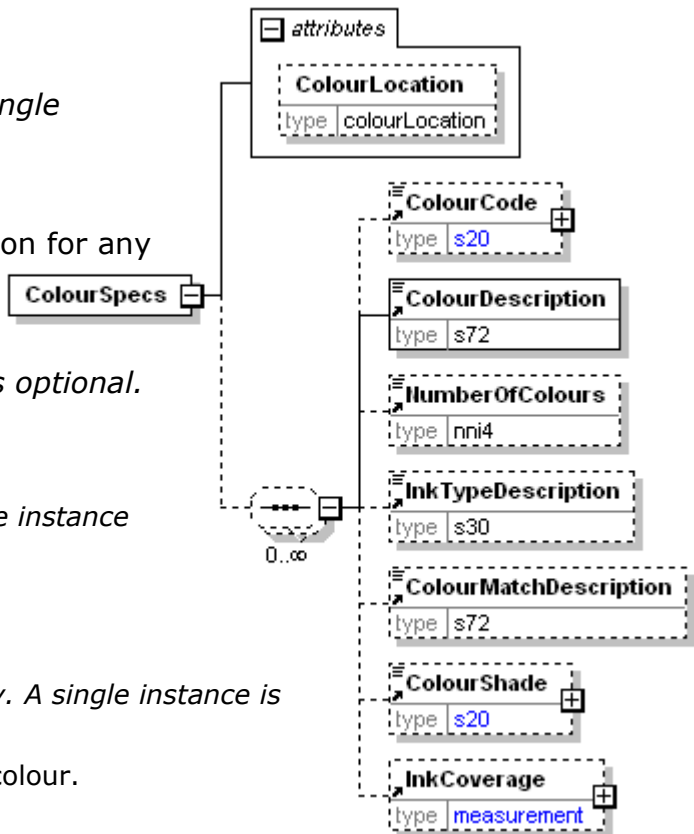 attributes
ColourLocation
type colourLocation
ngle
ColourCode
type s20
on for any
ColourSpecs
ColourDescription
type s72
s optional.
NumberOfColours
type nni4
InkTypeDescription
type s30
e instance
0..∞
ColourMatchDescription
type s72
ColourShade
type s20
. A single instance is
colour.
InkCoverage
type measurement